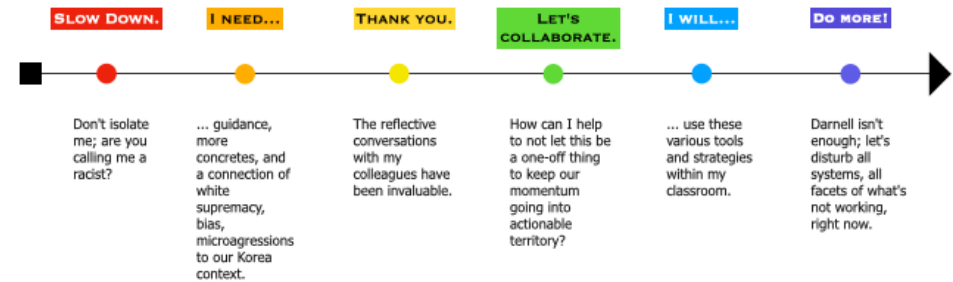 SLOW DOWN.
I NEED...
THANK YOU.
LET'S
COLLABORATE.
I WILL...
DO MORE!
Don't isolate
me; are you
calling me a
racist?
... guidance,
more
concretes, and
a connection of
white
supremacy,
bias,
microagressions
to our Korea
context.
The reflective
conversations
with my
colleagues have
been invaluable.
How can I help
to not let this be
a one-off thing
to keep our
momentum
going into
actionable
territory?
... use these
various tools
and strategies
within my
classroom.
Darnell isn't
enough; let's
disturb all
systems, all
facets of what's
not working,
right now.